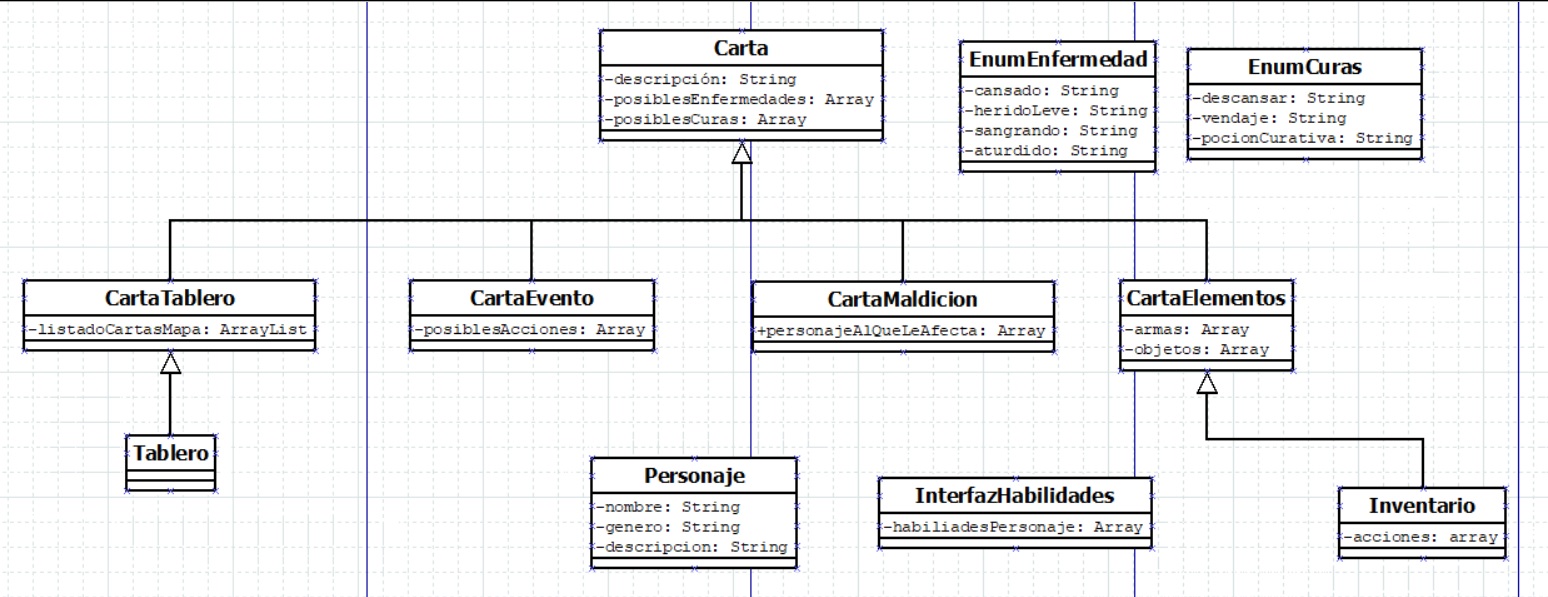 Carta
-descripción: String
-posiblesEnfermedades: Array
-posiblesCuras: Array
EnumEnfermedad
-cansado: String
-heridoLeve: String
-sangrando: String
-aturdido: String
EnumCuras
-descansar: String
-vendaje: String
-pocionCurativa: String
CartaTablero
-listadoCartasMapa: ArrayList
CartaEvento
-posiblesAcciones: Array
CartaMaldicion
+personajeAlQueLeAfecta: Array
CartaElementos
-armas: Array
-objetos: Array
Tablero
Personaje
-nombre: String
-genero: String
-descripcion: String
InterfazHabilidades
-habiliadesPersonaje: Array
Inventario
-acciones: array